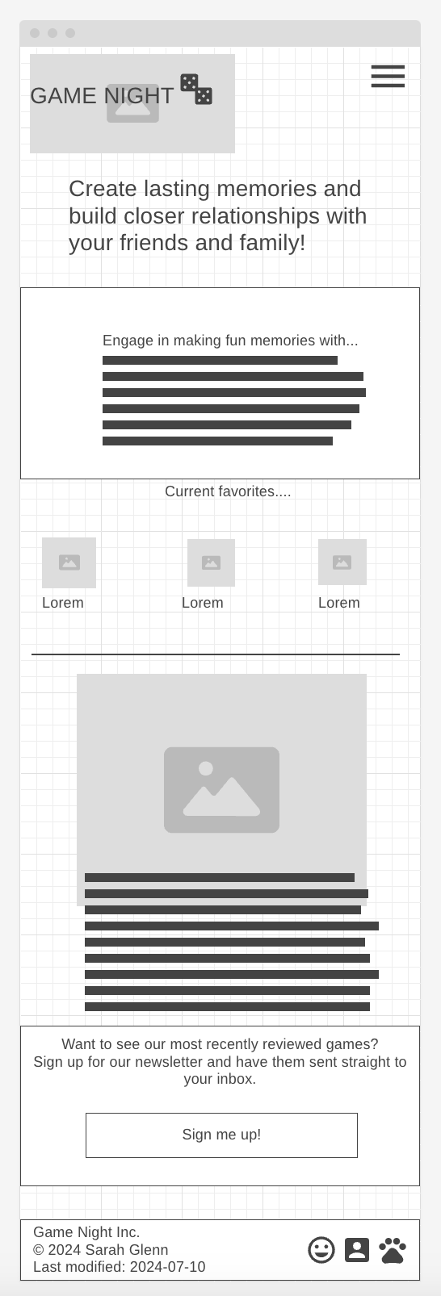 GAME NIGHT
Create lasting memories and
build closer relationships with
your friends and family!
Engage in making fun memories with...
Current favorites....
Lorem
Lorem
Lorem
Want to see our most recently reviewed games?
Sign up for our newsletter and have them sent straight to
your inbox.
Sign me up!
Game Night Inc.
© 2024 Sarah Glenn
Last modified: 2024-07-10